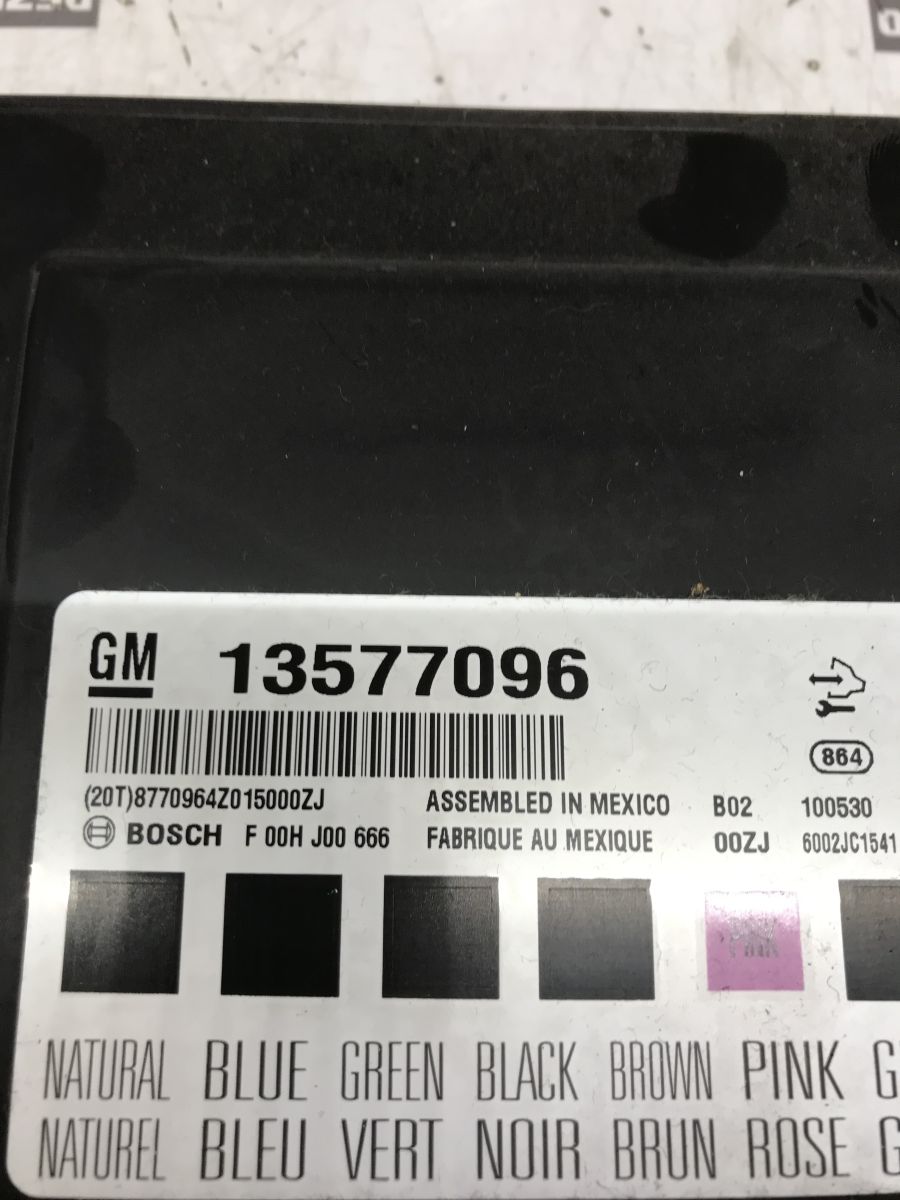 GM 13577096
864
(20T)8770964Z015000ZJ ASSEMBLED IN MEXICO B02 100530
BOSCH F 00H J00 666 FABRIQUE AU MEXIQUE 00ZJ 6002JC1541
PINK
NATURAL BLUE GREEN BLACK BROWN PINK G
NATUREL BLEU VERT NOIR BRUN ROSE G